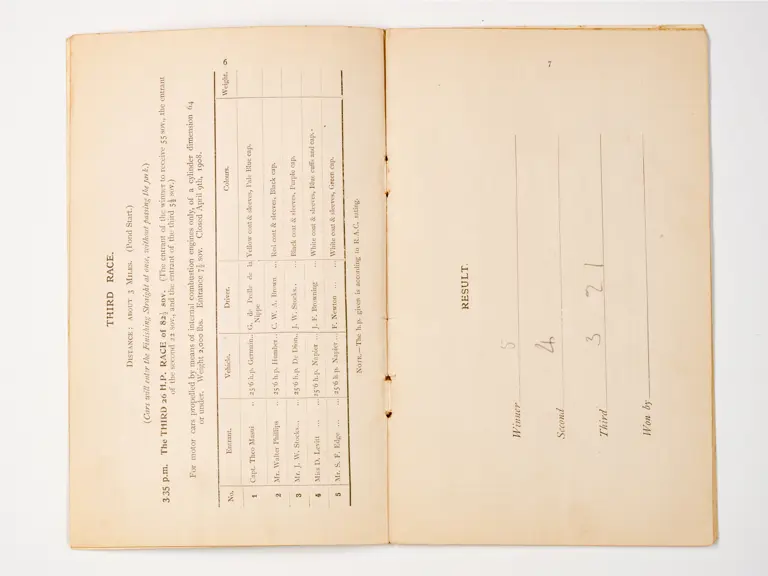 6
THIRD RACE.
DISTANCE: ABOUT 3 MILES. (Pond Start.)
(Cars will enter the Finishing Straight at once, without passing the fork.)
3.35 p.m. The THIRD 26 H.P. RACE of 82½ sov. (The entrant of the winner to receive 55 sov., the entrant
of the second 22 sov., and the entrant of the third 5½ sov.)
For motor cars propelled by means of internal combustion engines only, of a cylinder dimension 64
or under. Weight 2,000 lbs. Entrance 7½ sov. Closed April 9th, 1908.
No. Entrant. Vehicle. Driver. Colours. Weight.
1 Capt. Theo Masui .. 25'6 h.p. Germain.. G. de Prelle de la Nieppe Yellow coat & sleeves, Pale Blue cap.
2 Mr. Walter Phillips .. 25'6 h.p. Humber .. C. W. A. Brown ... Red coat & sleeves, Black cap.
3 Mr. J. W. Stocks... .. 25'6 h.p. De Dion.. J. W. Stocks.. ... Black coat & sleeves, Purple cap.
4 Miss D. Levitt ... ... 25'6 h.p. Napier ... J. F. Browning ... White coat & sleeves, Blue cuffs and cap.
5 Mr. S. F. Edge ... ... 25'6 h.p. Napier .. F. Newton ... ... White coat & sleeves, Green cap.
NOTE.—The h.p. given is according to R.A.C. rating.
7
RESULT.
Winner 5
Second 4
Third 3 2 1
Won by